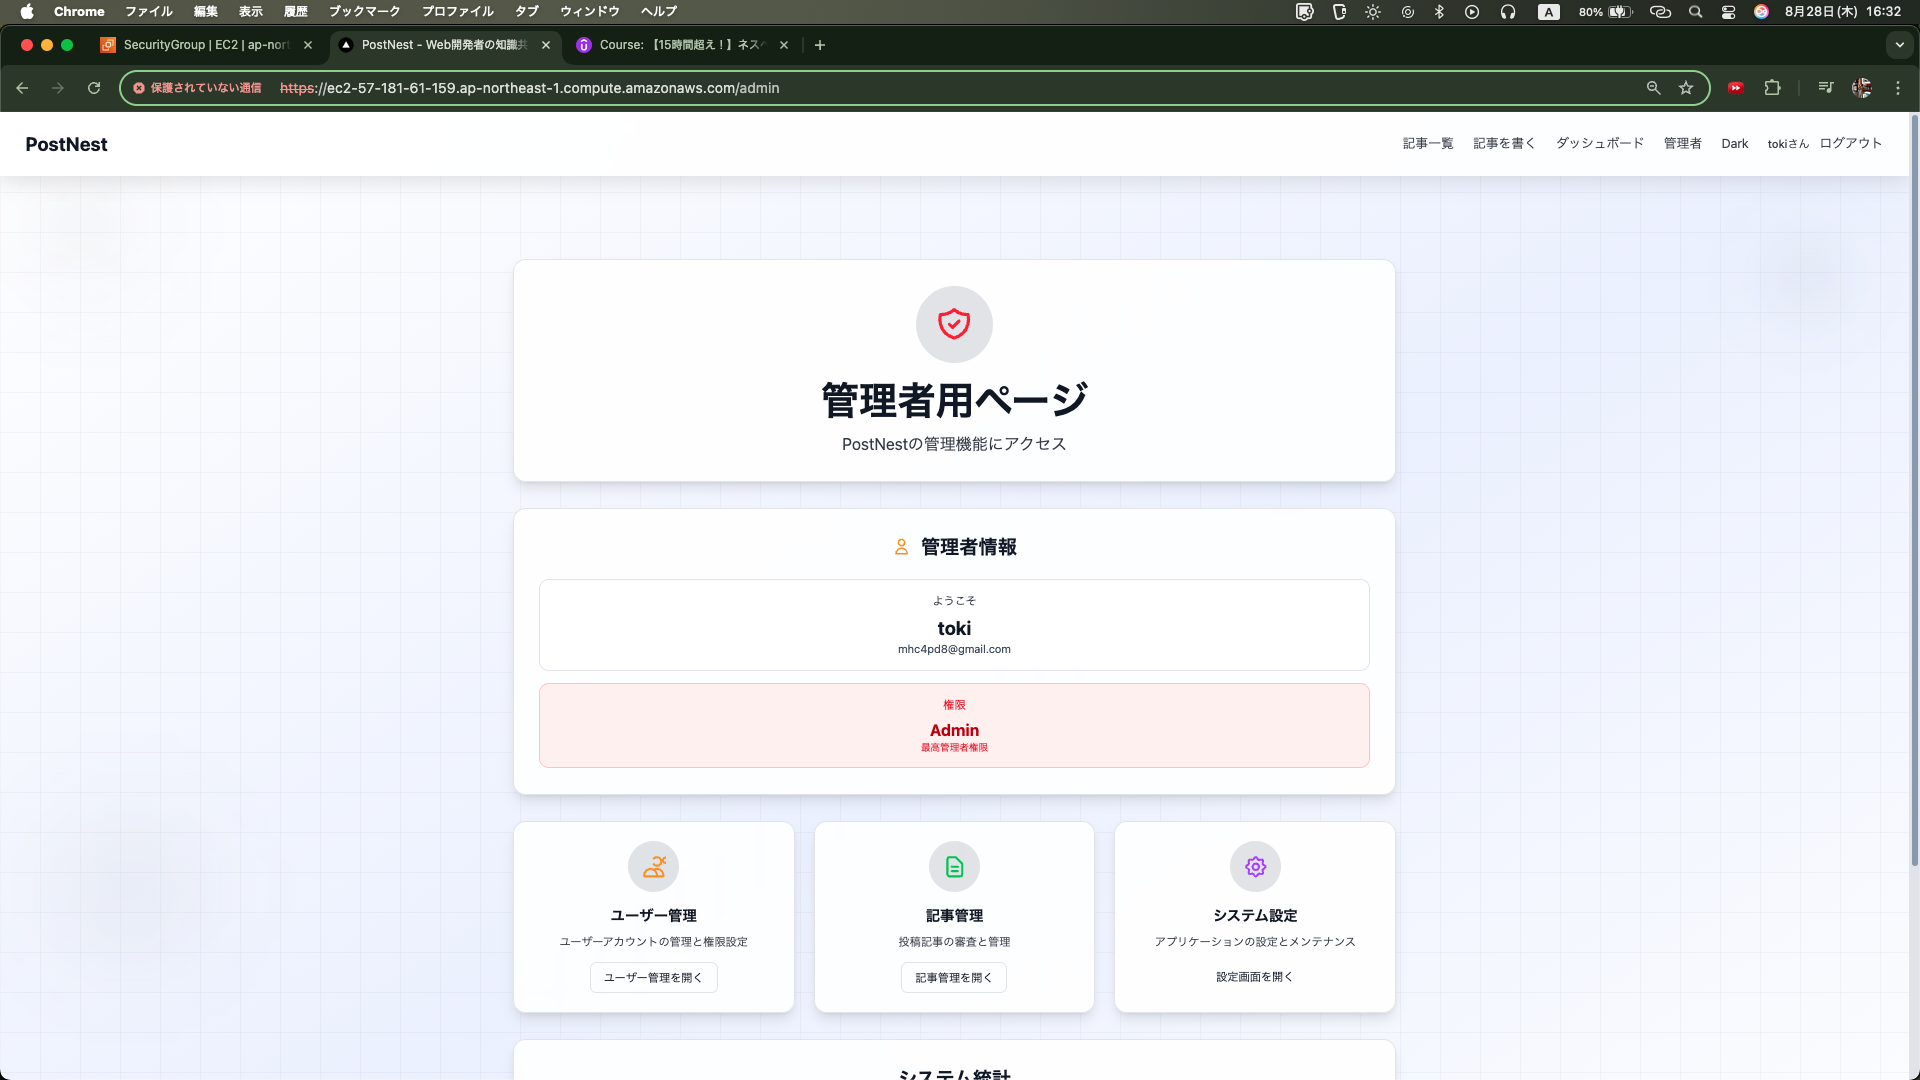 Chrome ファイル 編集 表示 履歴 ブックマーク プロファイル タブ ウィンドウ ヘルプ A 80% 8月28日(木) 16:32
SecurityGroup | EC2 | ap-nort
PostNest - Web開発者の知識共
Course: 【15時間超え！】ネスペ
保護されていない通信 https://ec2-57-181-61-159.ap-northeast-1.compute.amazonaws.com/admin
PostNest 記事一覧 記事を書く ダッシュボード 管理者 Dark tokiさん ログアウト
管理者用ページ
PostNestの管理機能にアクセス
管理者情報
ようこそ
toki
mhc4pd8@gmail.com
権限
Admin
最高管理者権限
ユーザー管理
ユーザーアカウントの管理と権限設定
ユーザー管理を開く
記事管理
投稿記事の審査と管理
記事管理を開く
システム設定
アプリケーションの設定とメンテナンス
設定画面を開く
システム統計